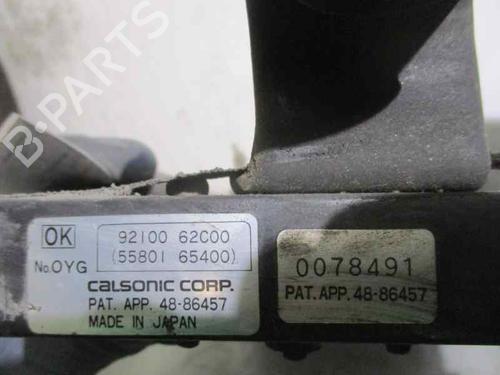 OK
92100 62C00
(55801 65400)
No.OYG
CALSONIC CORP.
PAT. APP. 48-86457
MADE IN JAPAN
0078491
PAT. APP. 48-86457
B PARTS